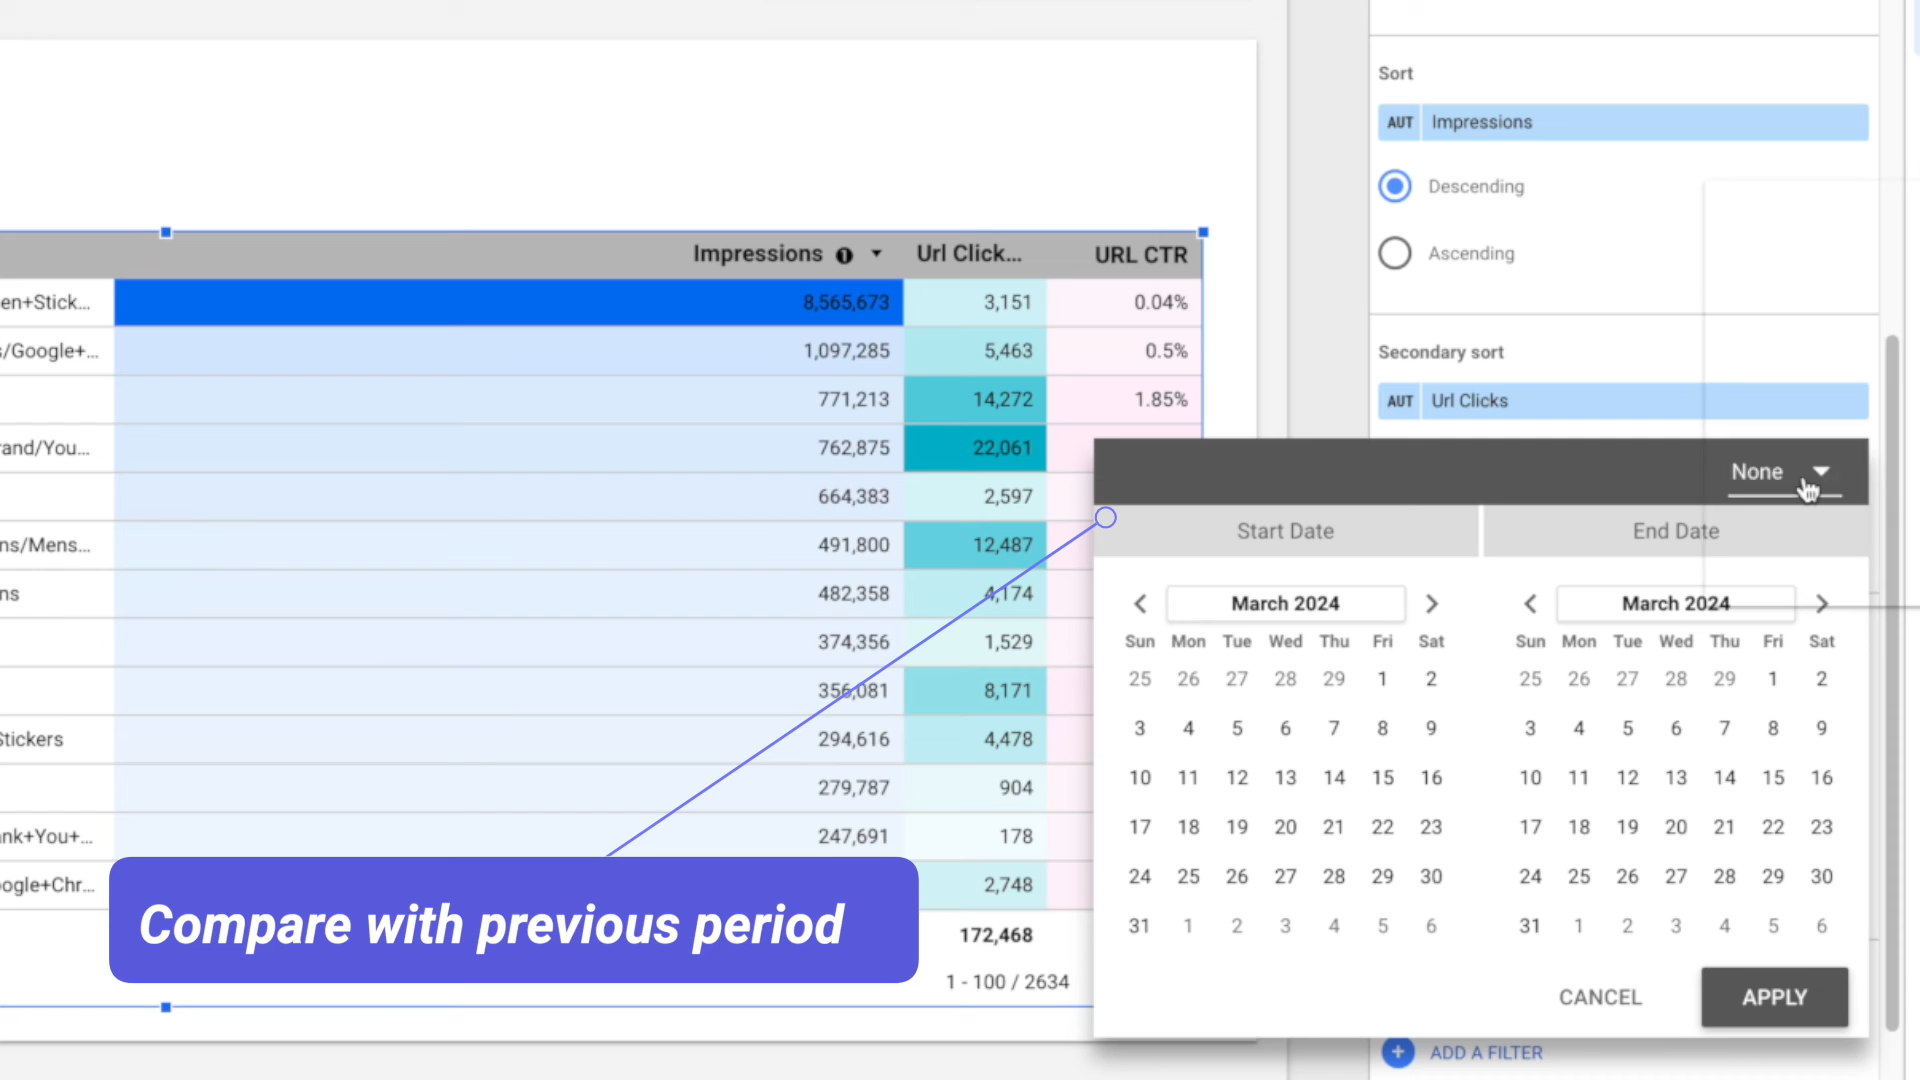 Impressions Url Click... URL CTR
en+Stick... 8,565,673 3,151 0.04%
s/Google+... 1,097,285 5,463 0.5%
771,213 14,272 1.85%
rand/You... 762,875 22,061
664,383 2,597
ns/Mens... 491,800 12,487
ns 482,358 4,174
374,356 1,529
356,081 8,171
Stickers 294,616 4,478
279,787 904
ank+You+... 247,691 178
oogle+Chr... 2,748
172,468
1 - 100 / 2634
Compare with previous period
Sort
AUT Impressions
Descending
Ascending
Secondary sort
AUT Url Clicks
None
Start Date End Date
March 2024 March 2024
Sun Mon Tue Wed Thu Fri Sat Sun Mon Tue Wed Thu Fri Sat
25 26 27 28 29 1 2 25 26 27 28 29 1 2
3 4 5 6 7 8 9 3 4 5 6 7 8 9
10 11 12 13 14 15 16 10 11 12 13 14 15 16
17 18 19 20 21 22 23 17 18 19 20 21 22 23
24 25 26 27 28 29 30 24 25 26 27 28 29 30
31 1 2 3 4 5 6 31 1 2 3 4 5 6
CANCEL APPLY
ADD A FILTER